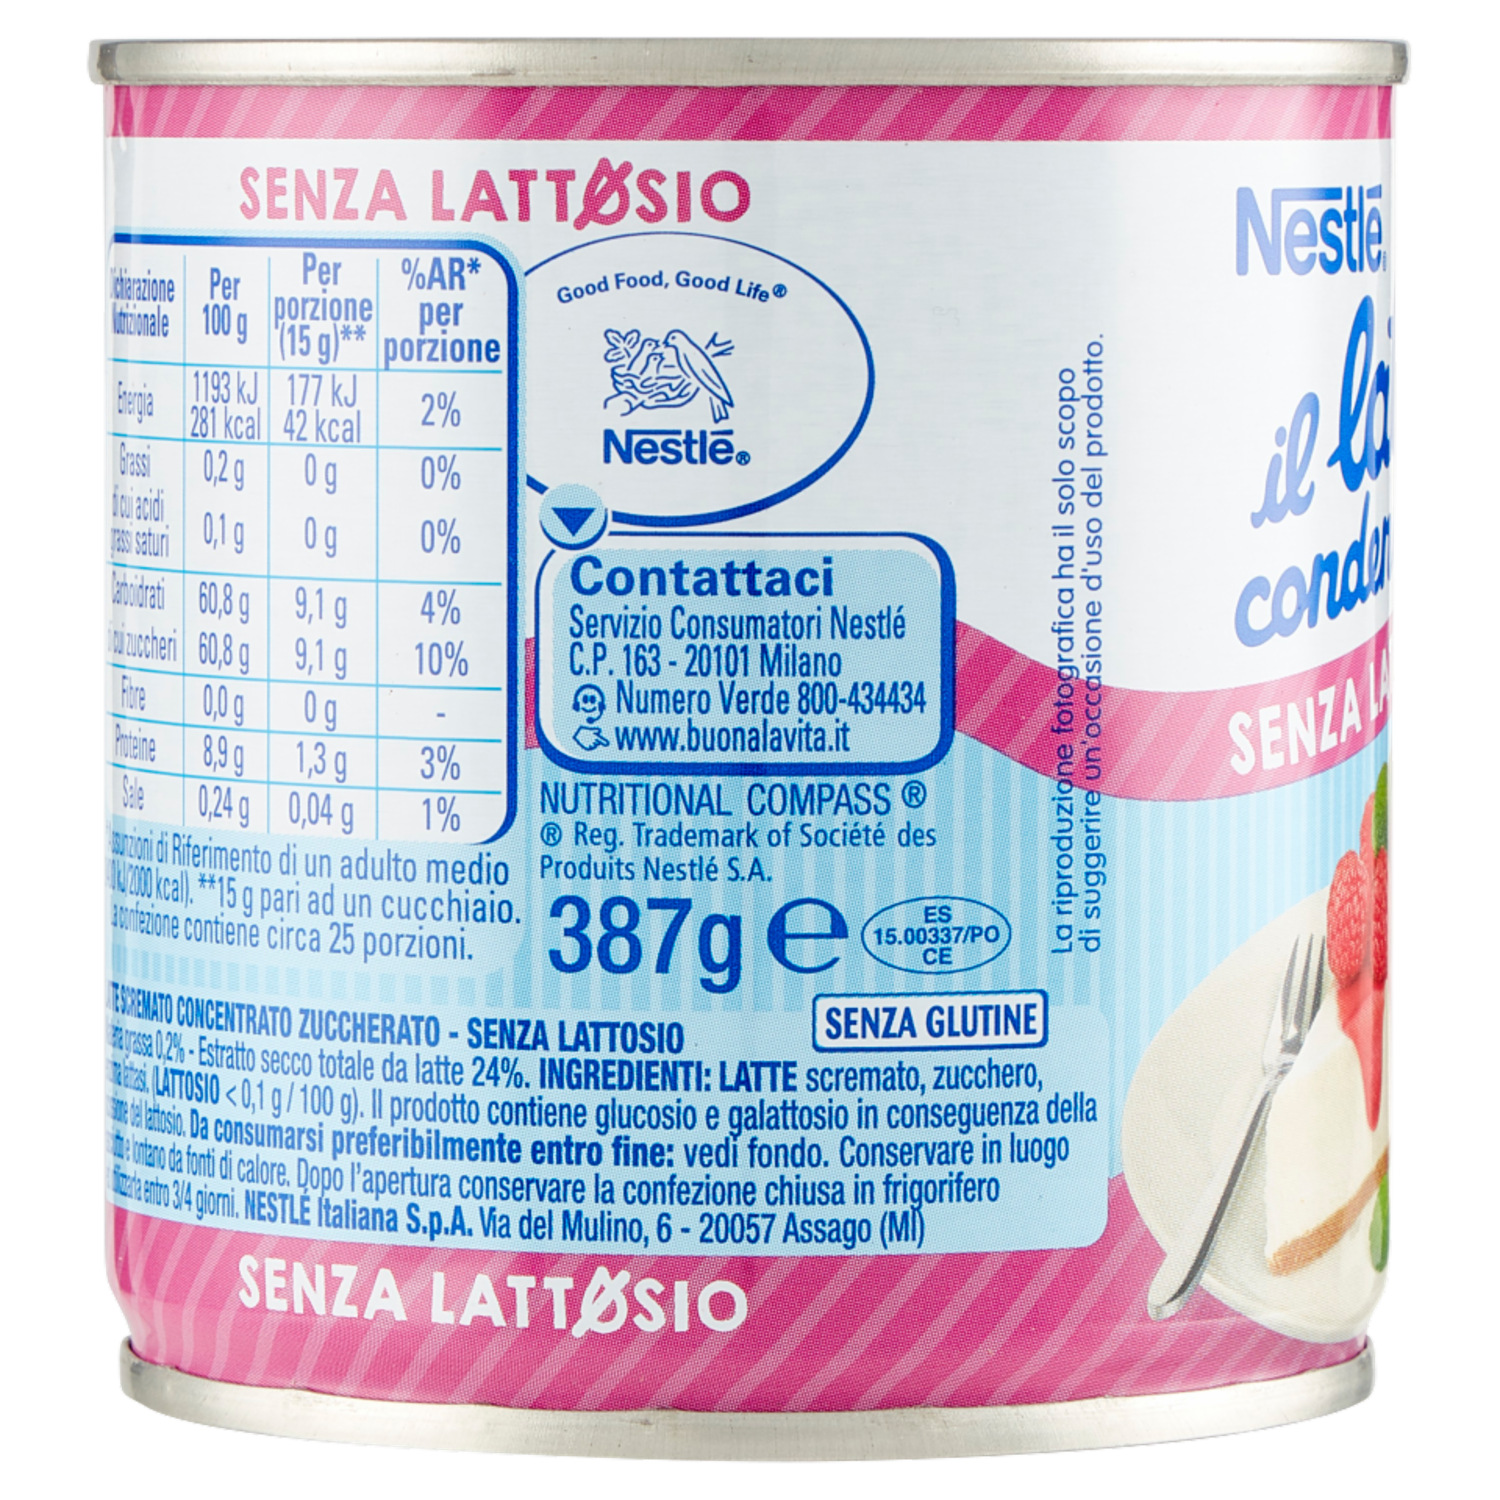 SENZA LATTOSIO
Dichiarazione Nutrizionale Per 100 g Per porzione (15 g)** %AR* per porzione
Energia 1193 kJ 281 kcal 177 kJ 42 kcal 2%
Grassi 0,2 g 0 g 0%
di cui acidi grassi saturi 0,1 g 0 g 0%
Carboidrati 60,8 g 9,1 g 4%
di cui zuccheri 60,8 g 9,1 g 10%
Fibre 0,0 g 0 g -
Proteine 8,9 g 1,3 g 3%
Sale 0,24 g 0,04 g 1%
di Riferimento di un adulto medio
kJ/2000 kcal). **15 g pari ad un cucchiaio.
La confezione contiene circa 25 porzioni.
Good Food, Good Life®
Nestlé®
Contattaci
Servizio Consumatori Nestlé
C.P. 163 - 20101 Milano
Numero Verde 800-434434
www.buonalavita.it
NUTRITIONAL COMPASS ®
® Reg. Trademark of Société des
Produits Nestlé S.A.
387g e
ES
15.00337/PO
CE
SENZA GLUTINE
SCREMATO CONCENTRATO ZUCCHERATO - SENZA LATTOSIO
grassa 0,2% - Estratto secco totale da latte 24%. INGREDIENTI: LATTE scremato, zucchero,
lattasi. (LATTOSIO <0,1 g / 100 g). Il prodotto contiene glucosio e galattosio in conseguenza della
del lattosio. Da consumarsi preferibilmente entro fine: vedi fondo. Conservare in luogo
e lontano da fonti di calore. Dopo l'apertura conservare la confezione chiusa in frigorifero
entro 3/4 giorni. NESTLÉ Italiana S.p.A. Via del Mulino, 6 - 20057 Assago (MI)
SENZA LATTOSIO
La riproduzione fotografica ha il solo scopo
di suggerire un'occasione d'uso del prodotto.
Nestlé®
il
SENZA